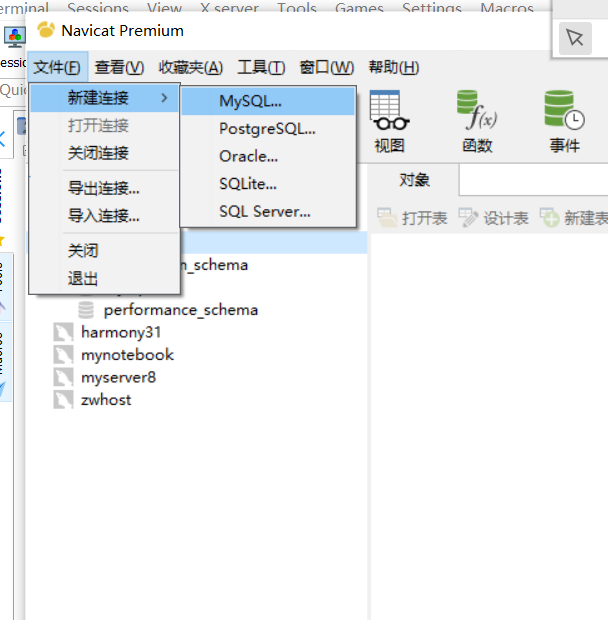 Terminal Sessions View X server Tools Games Settings Macros
Navicat Premium
文件(F) 查看(V) 收藏夹(A) 工具(T) 窗口(W) 帮助(H)
Quic
新建连接
打开连接
关闭连接
导出连接...
导入连接...
关闭
退出
MySQL...
PostgreSQL...
Oracle...
SQLite...
SQL Server...
f(x)
视图 函数 事件
对象
打开表 设计表 新建表
n_schema
performance_schema
harmony31
mynotebook
myserver8
zwhost